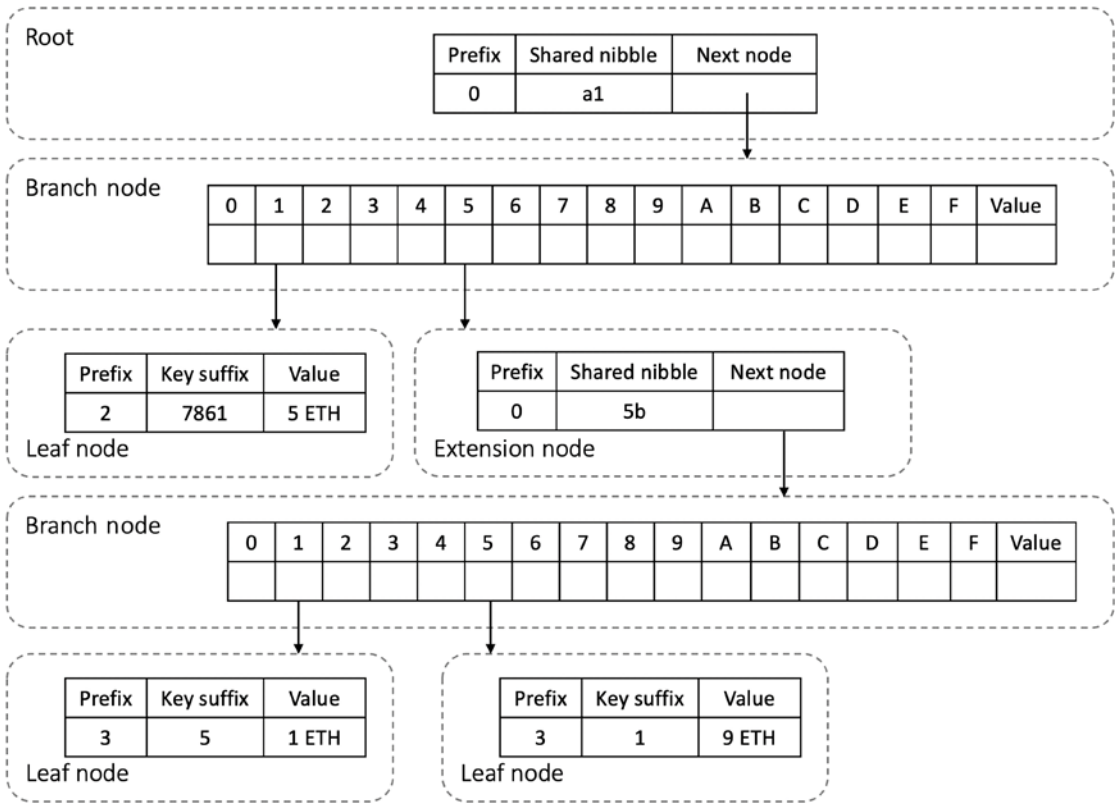 Root
Prefix Shared nibble Next node
0 a1
Branch node
0 1 2 3 4 5 6 7 8 9 A B C D E F Value
Prefix Key suffix Value
2 7861 5 ETH
Leaf node
Prefix Shared nibble Next node
0 5b
Extension node
Branch node
0 1 2 3 4 5 6 7 8 9 A B C D E F Value
Prefix Key suffix Value
3 5 1 ETH
Leaf node
Prefix Key suffix Value
3 1 9 ETH
Leaf node